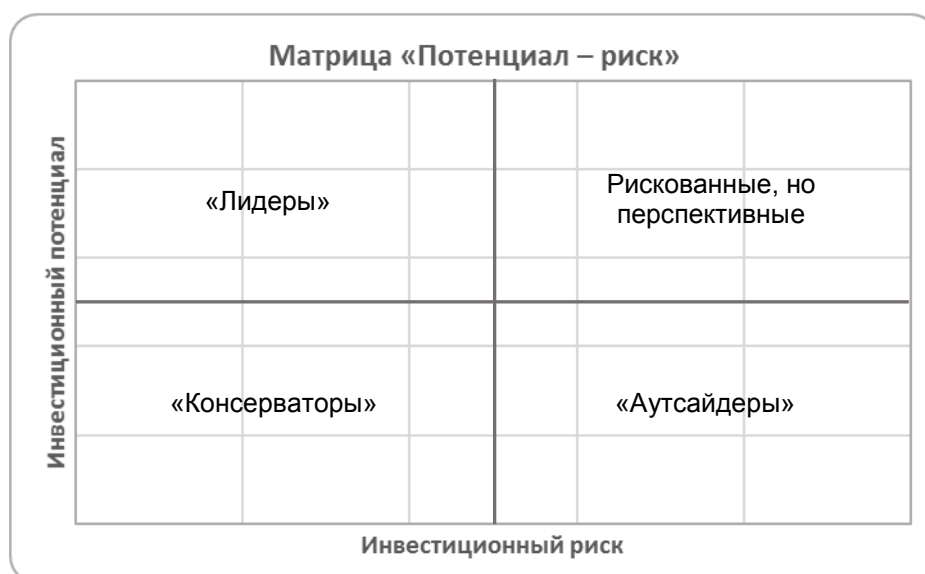 Матрица «Потенциал – риск»
Инвестиционный потенциал
«Лидеры»
Рискованные, но
перспективные
«Консерваторы»
«Аутсайдеры»
Инвестиционный риск